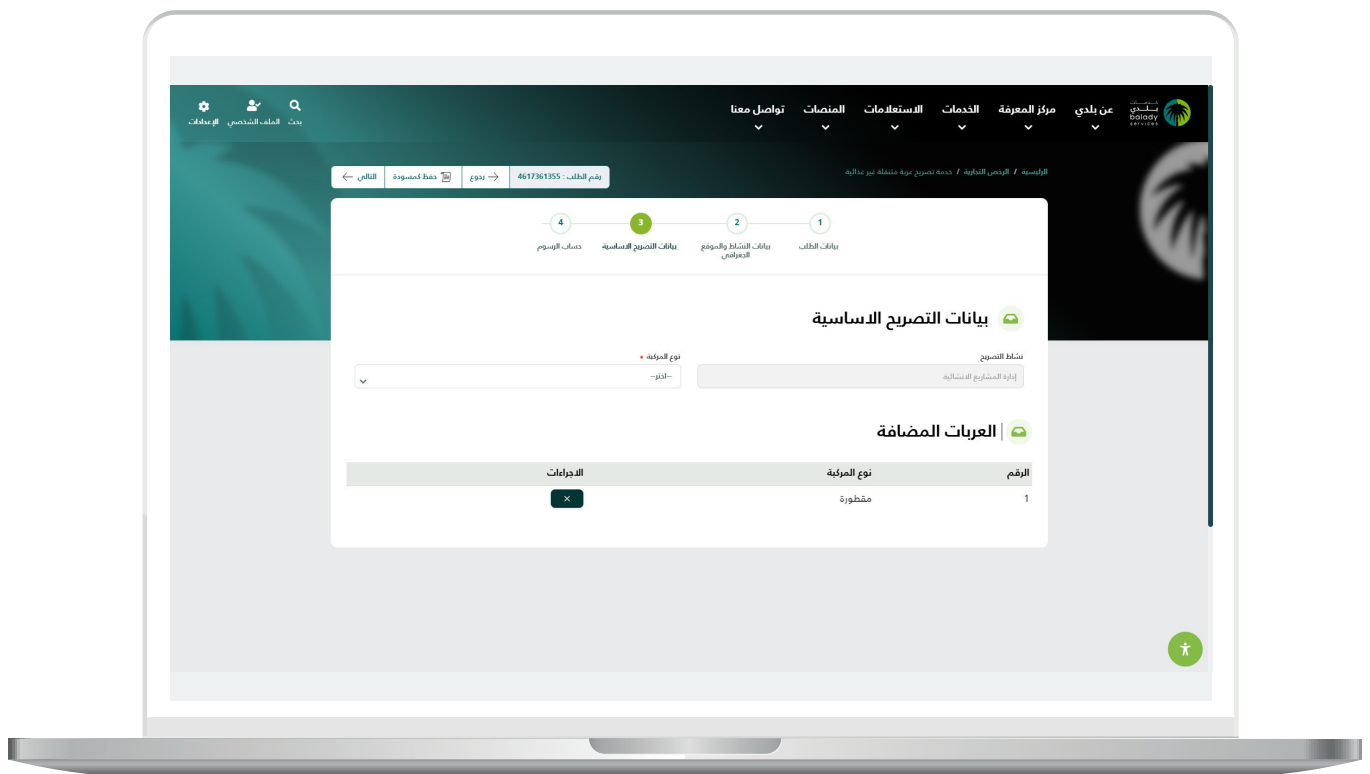 خدمات
بلدي
balady
services
عن بلدي
مركز المعرفة
الخدمات
الاستعلامات
المنصات
تواصل معنا
بحث
الملف الشخصي
الإعدادات
الرئيسية / الرخص التجارية / خدمة تصريح عربة متنقلة غير غذائية
رقم الطلب : 4617361355
رجوع
حفظ كمسودة
التالي
1
بيانات الطلب
2
بيانات النشاط والموقع
الجغرافي
3
بيانات التصريح الاساسية
4
حساب الرسوم
بيانات التصريح الاساسية
نشاط التصريح
إدارة المشاريع الانشائية
نوع المركبة *
--اختر--
العربات المضافة
الرقم نوع المركبة الاجراءات
1 مقطورة ×